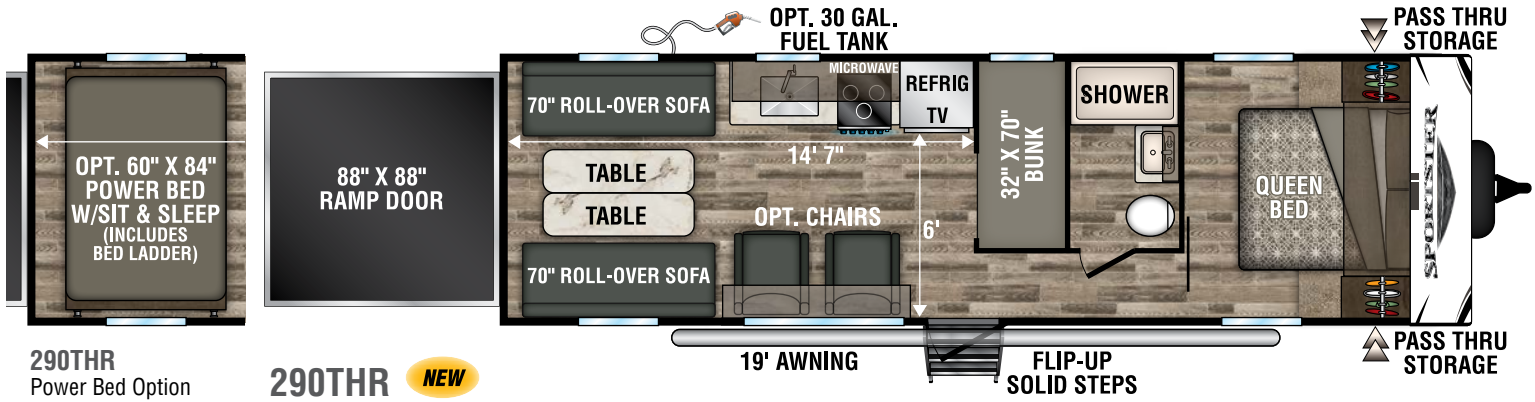 OPT. 60" X 84"
POWER BED
W/SIT & SLEEP
(INCLUDES
BED LADDER)
290THR
Power Bed Option
88" X 88"
RAMP DOOR
290THR
NEW
OPT. 30 GAL.
FUEL TANK
70" ROLL-OVER SOFA
MICROWAVE
REFRIG
TV
14' 7"
TABLE
TABLE
OPT. CHAIRS
6'
70" ROLL-OVER SOFA
32" X 70"
BUNK
SHOWER
QUEEN
BED
PASS THRU
STORAGE
SPORTSTER
19' AWNING
FLIP-UP
SOLID STEPS
PASS THRU
STORAGE